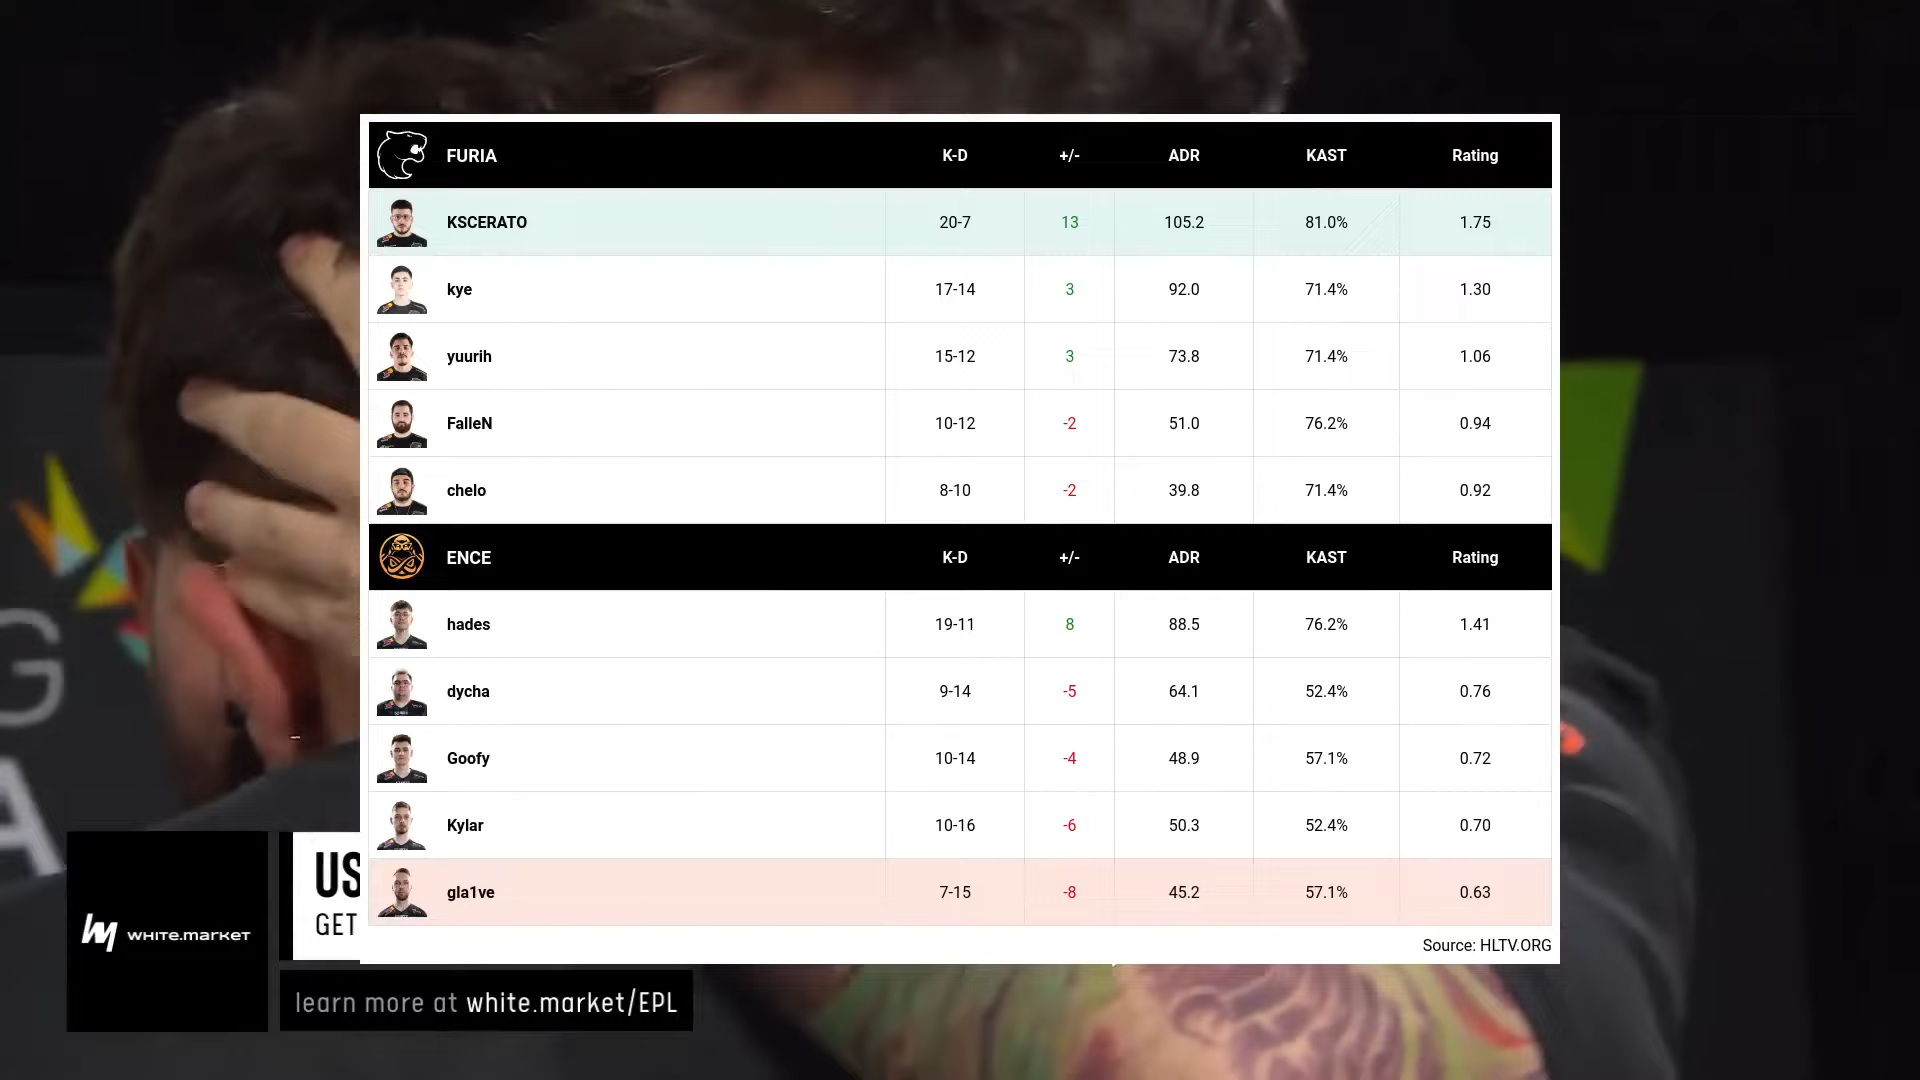 FURIA K-D +/- ADR KAST Rating
KSCERATO 20-7 13 105.2 81.0% 1.75
kye 17-14 3 92.0 71.4% 1.30
yuurih 15-12 3 73.8 71.4% 1.06
FalleN 10-12 -2 51.0 76.2% 0.94
chelo 8-10 -2 39.8 71.4% 0.92
ENCE K-D +/- ADR KAST Rating
hades 19-11 8 88.5 76.2% 1.41
dycha 9-14 -5 64.1 52.4% 0.76
Goofy 10-14 -4 48.9 57.1% 0.72
Kylar 10-16 -6 50.3 52.4% 0.70
gla1ve 7-15 -8 45.2 57.1% 0.63
Source: HLTV.ORG
G
A
US
GET
WHITE.MARKET
learn more at white.market/EPL